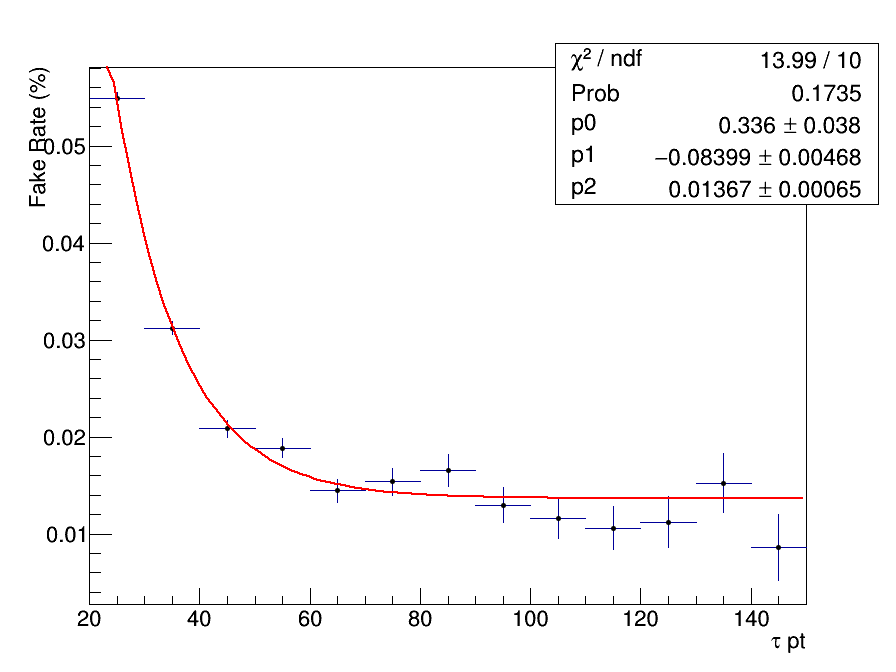 χ² / ndf 13.99 / 10
Prob 0.1735
p0 0.336 ± 0.038
p1 −0.08399 ± 0.00468
p2 0.01367 ± 0.00065
Fake Rate (%)
0.05
0.04
0.03
0.02
0.01
20 40 60 80 100 120 140
τ pt